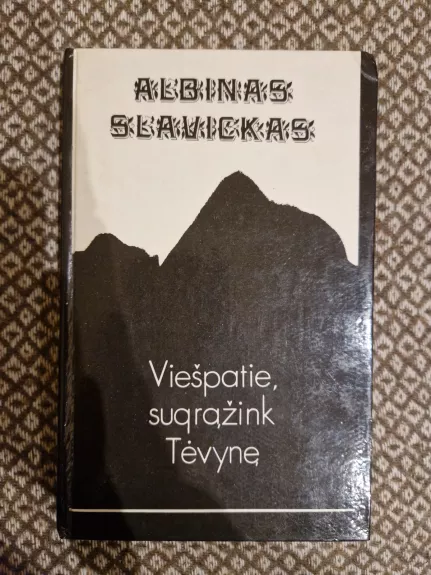 ALBINAS
SLAVICKAS
Viešpatie,
sugrąžink
Tėvynę